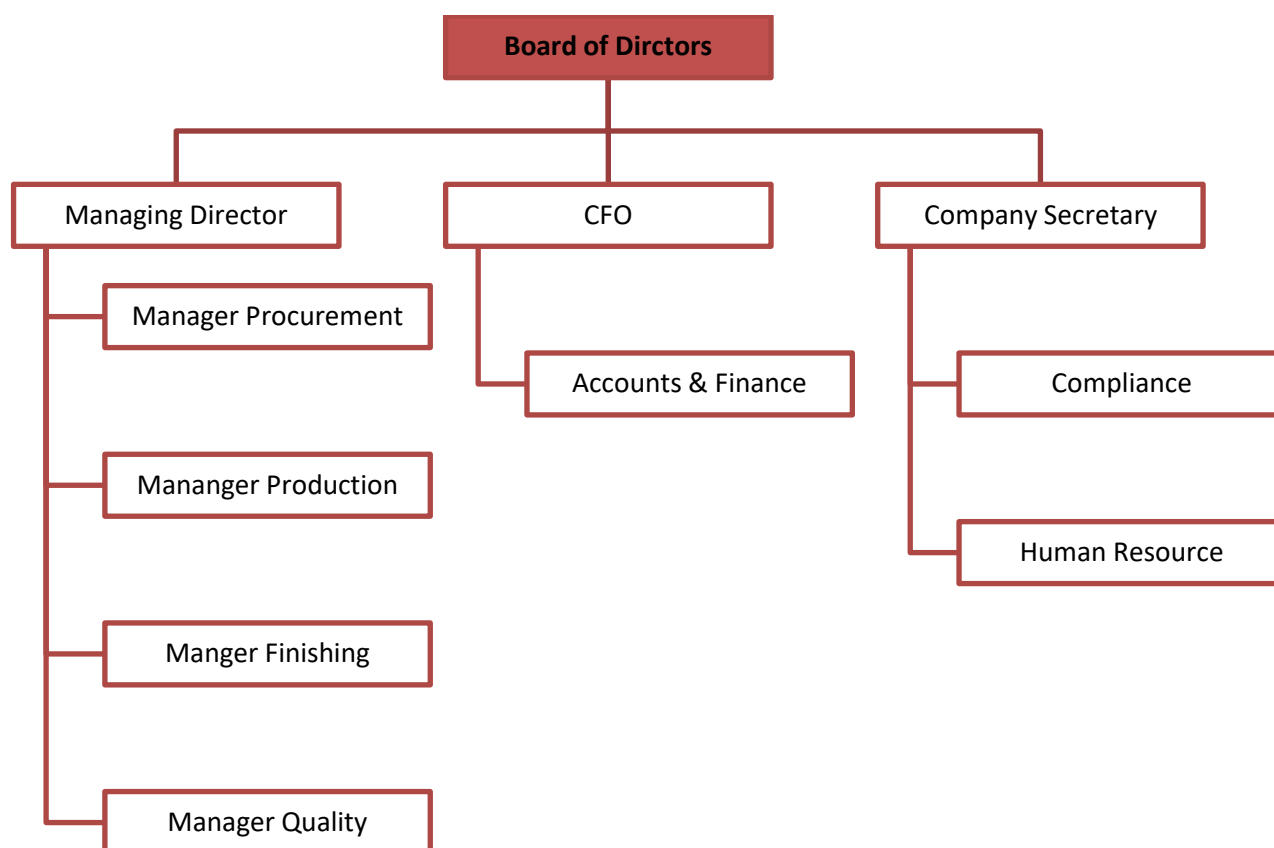 Board of Dirctors
Managing Director
CFO
Company Secretary
Manager Procurement
Accounts & Finance
Compliance
Mananger Production
Human Resource
Manger Finishing
Manager Quality